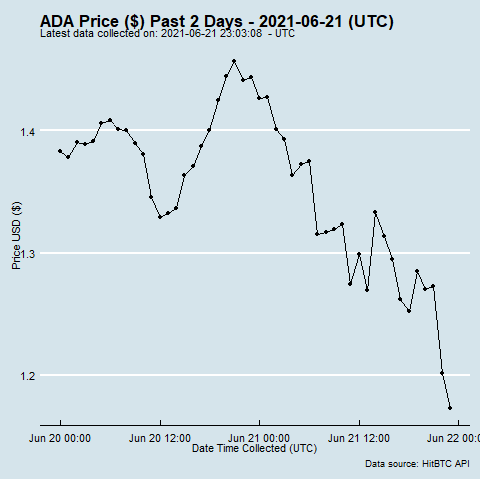 ADA Price ($) Past 2 Days - 2021-06-21 (UTC)
Latest data collected on: 2021-06-21 23:03:08  - UTC
1.4
1.3
1.2
Price USD ($)
Jun 20 00:00 Jun 20 12:00 Jun 21 00:00 Jun 21 12:00 Jun 22 00:00
Date Time Collected (UTC)
Data source: HitBTC API